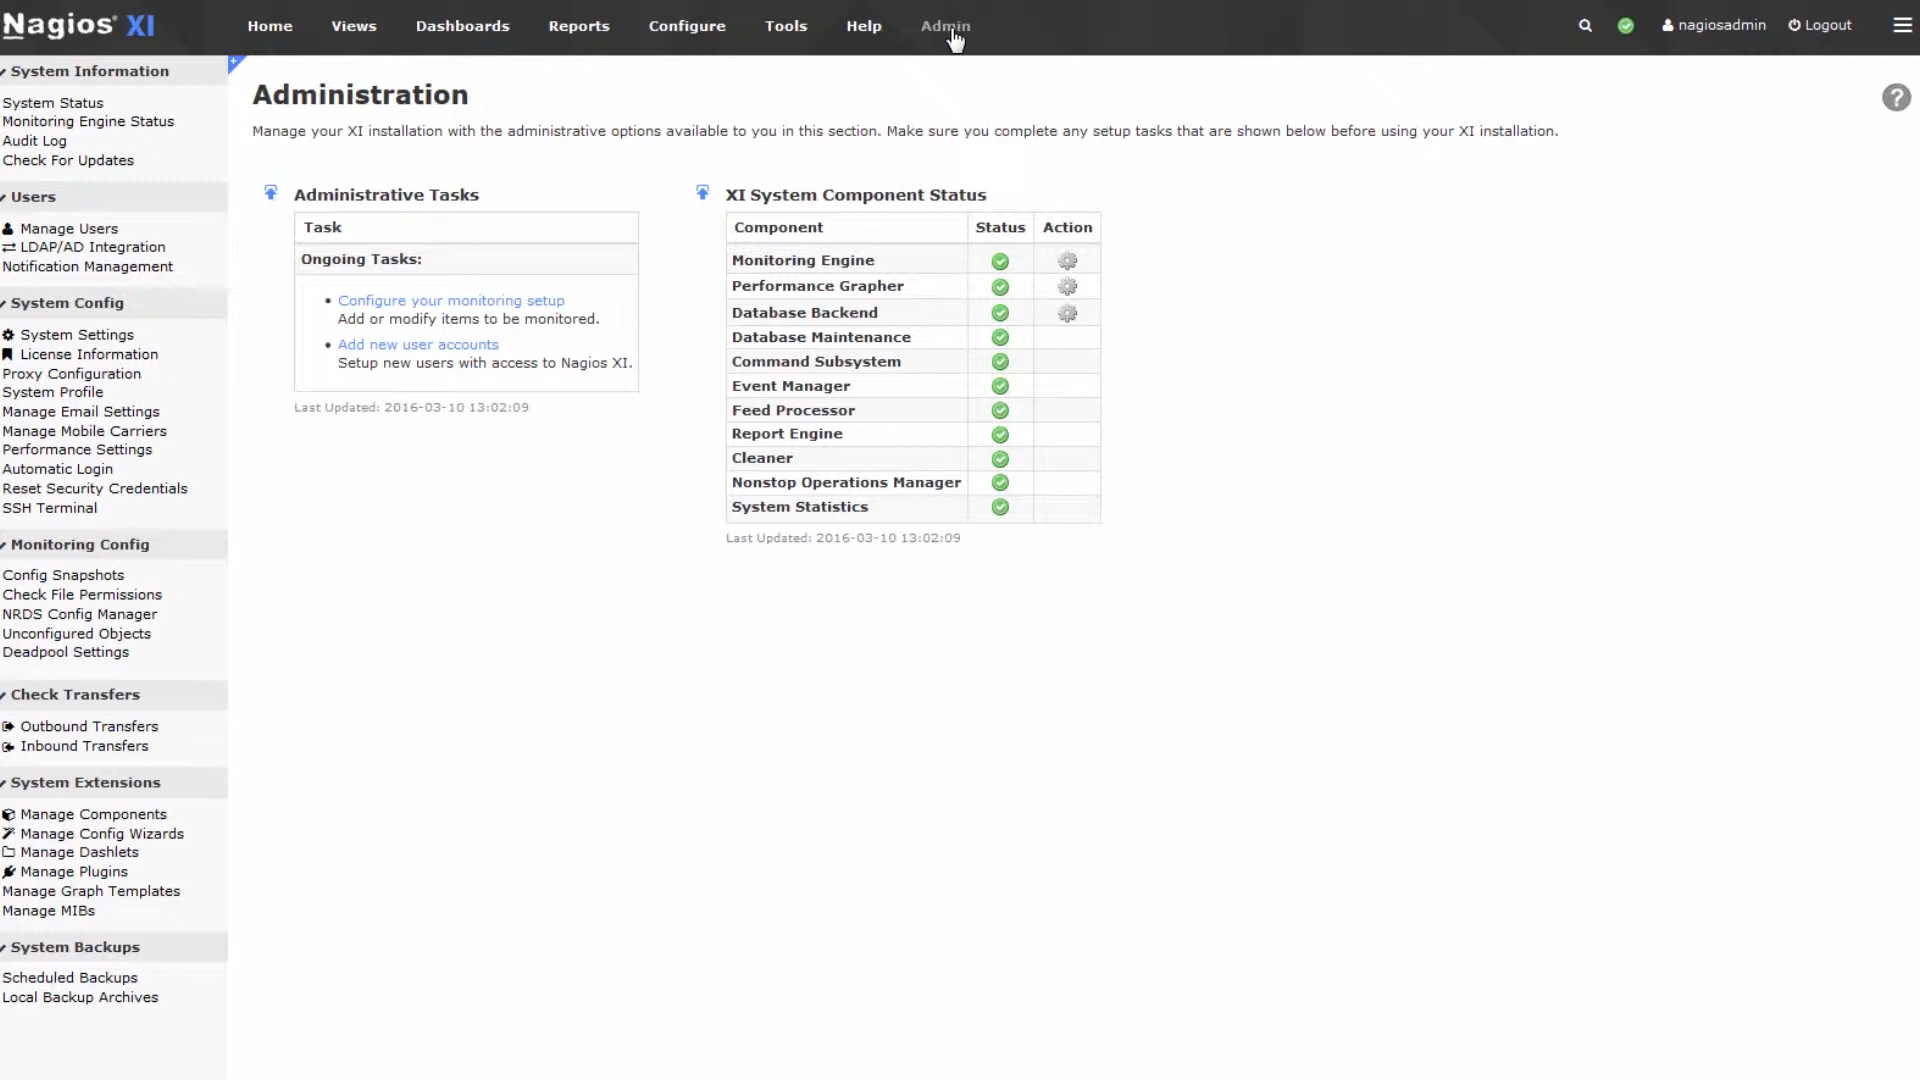 Nagios XI
Home Views Dashboards Reports Configure Tools Help Admin
nagiosadmin Logout
System Information
System Status
Monitoring Engine Status
Audit Log
Check For Updates
Users
Manage Users
LDAP/AD Integration
Notification Management
System Config
System Settings
License Information
Proxy Configuration
System Profile
Manage Email Settings
Manage Mobile Carriers
Performance Settings
Automatic Login
Reset Security Credentials
SSH Terminal
Monitoring Config
Config Snapshots
Check File Permissions
NRDS Config Manager
Unconfigured Objects
Deadpool Settings
Check Transfers
Outbound Transfers
Inbound Transfers
System Extensions
Manage Components
Manage Config Wizards
Manage Dashlets
Manage Plugins
Manage Graph Templates
Manage MIBs
System Backups
Scheduled Backups
Local Backup Archives
Administration
Manage your XI installation with the administrative options available to you in this section. Make sure you complete any setup tasks that are shown below before using your XI installation.
Administrative Tasks
Task
Ongoing Tasks:
• Configure your monitoring setup
Add or modify items to be monitored.
• Add new user accounts
Setup new users with access to Nagios XI.
Last Updated: 2016-03-10 13:02:09
XI System Component Status
Component Status Action
Monitoring Engine
Performance Grapher
Database Backend
Database Maintenance
Command Subsystem
Event Manager
Feed Processor
Report Engine
Cleaner
Nonstop Operations Manager
System Statistics
Last Updated: 2016-03-10 13:02:09